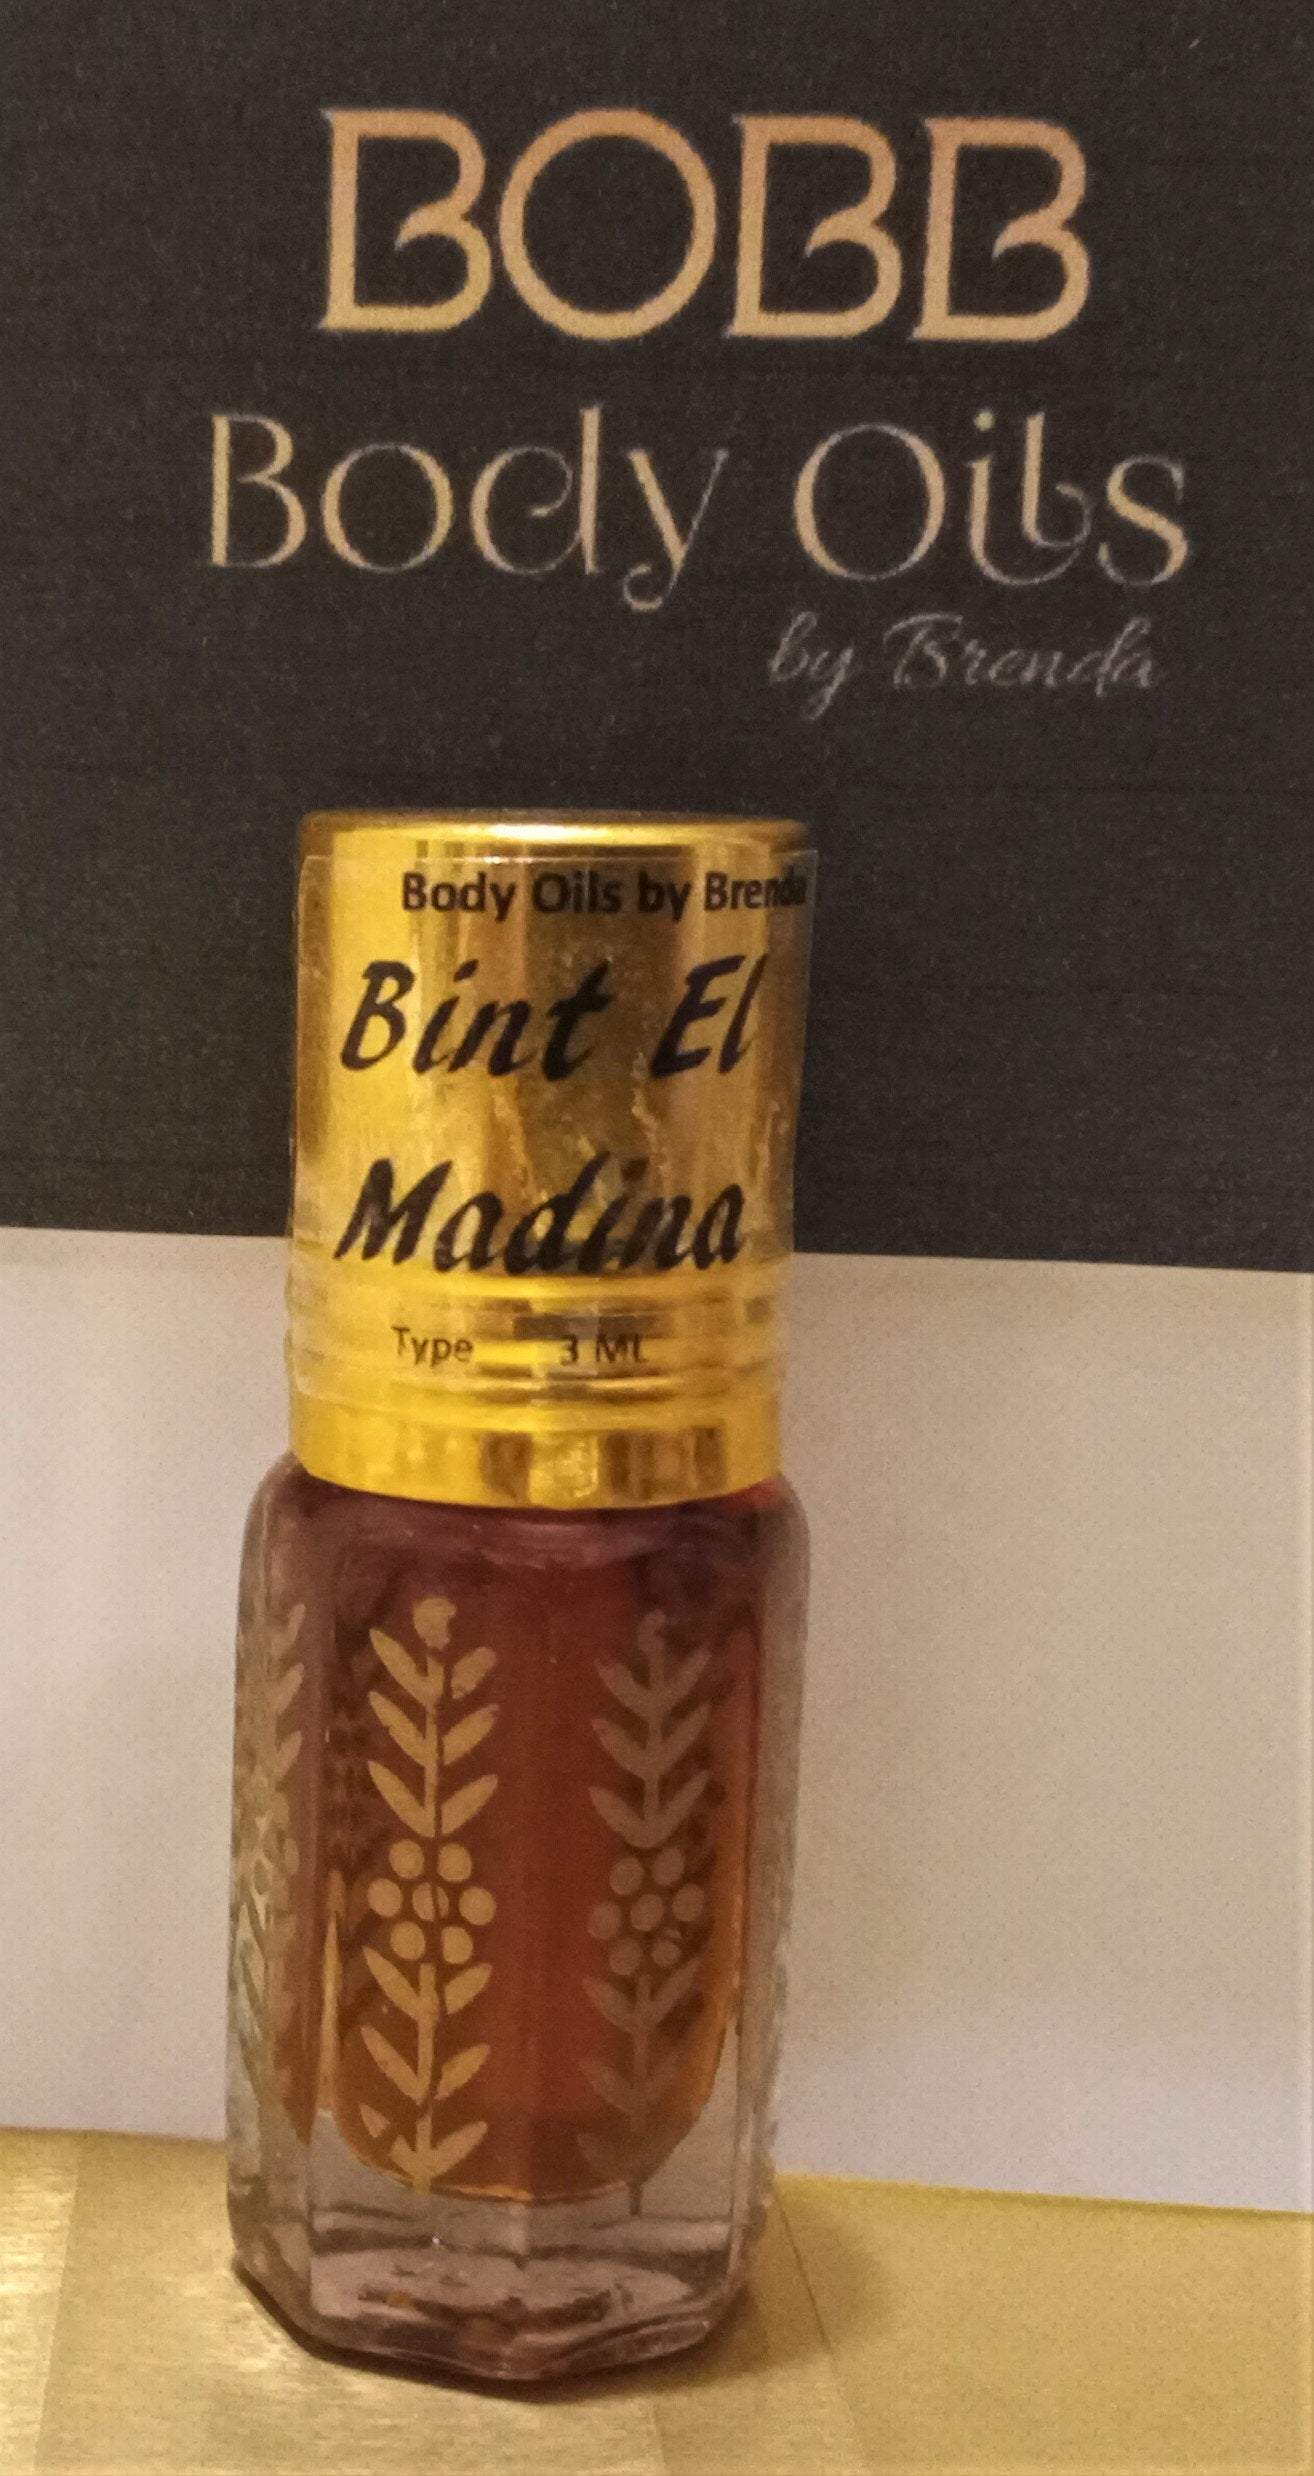 BOBB
Body Oils
by Brenda
Body Oils by Brenda
Bint El
Madina
Type 3 ML